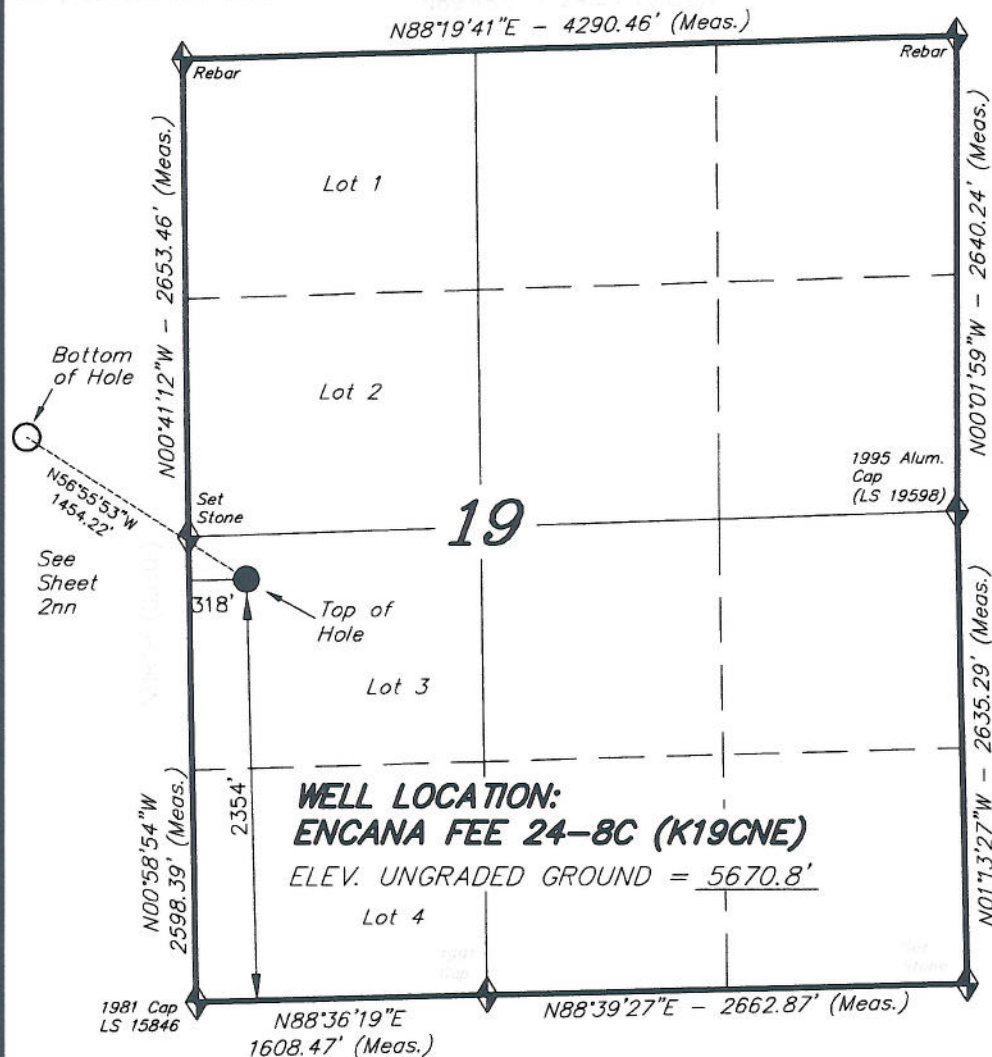 N88°19'41"E - 4290.46' (Meas.)
Rebar
Rebar
N00°41'12"W - 2653.46' (Meas.)
N00°01'59"W - 2640.24' (Meas.)
Lot 1
Lot 2
Bottom
of Hole
N56°55'53"W
1454.22'
See
Sheet
2nn
Set
Stone
19
1995 Alum.
Cap
(LS 19598)
318'
Top of
Hole
Lot 3
2354'
WELL LOCATION:
ENCANA FEE 24-8C (K19CNE)
ELEV. UNGRADED GROUND = 5670.8'
Lot 4
N00°58'54"W
2598.39' (Meas.)
N01°13'27"W - 2635.29' (Meas.)
1981 Cap
LS 15846
N88°36'19"E
1608.47' (Meas.)
N88°39'27"E - 2662.87' (Meas.)